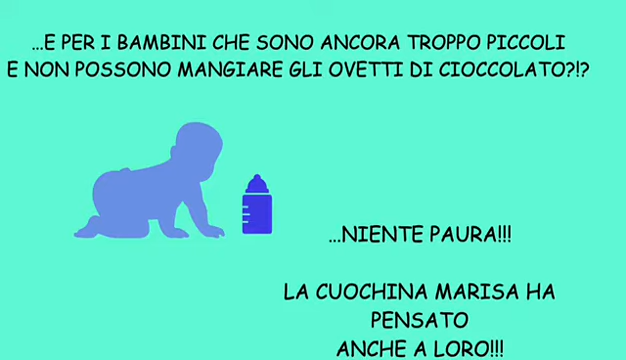 ...E PER I BAMBINI CHE SONO ANCORA TROPPO PICCOLI
E NON POSSONO MANGIARE GLI OVETTI DI CIOCCOLATO?!?
...NIENTE PAURA!!!
LA CUOCHINA MARISA HA
PENSATO
ANCHE A LORO!!!